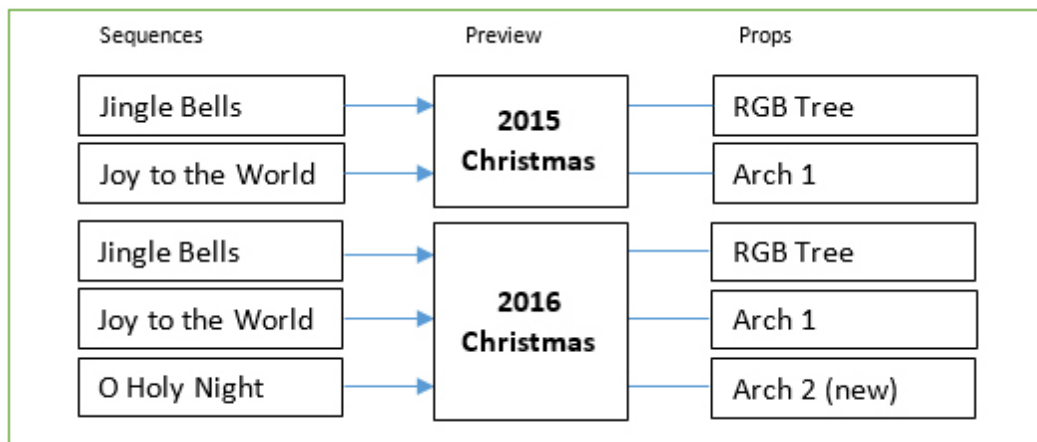 Sequences Preview Props
Jingle Bells
Joy to the World
2015
Christmas
RGB Tree
Arch 1
Jingle Bells
Joy to the World
O Holy Night
2016
Christmas
RGB Tree
Arch 1
Arch 2 (new)